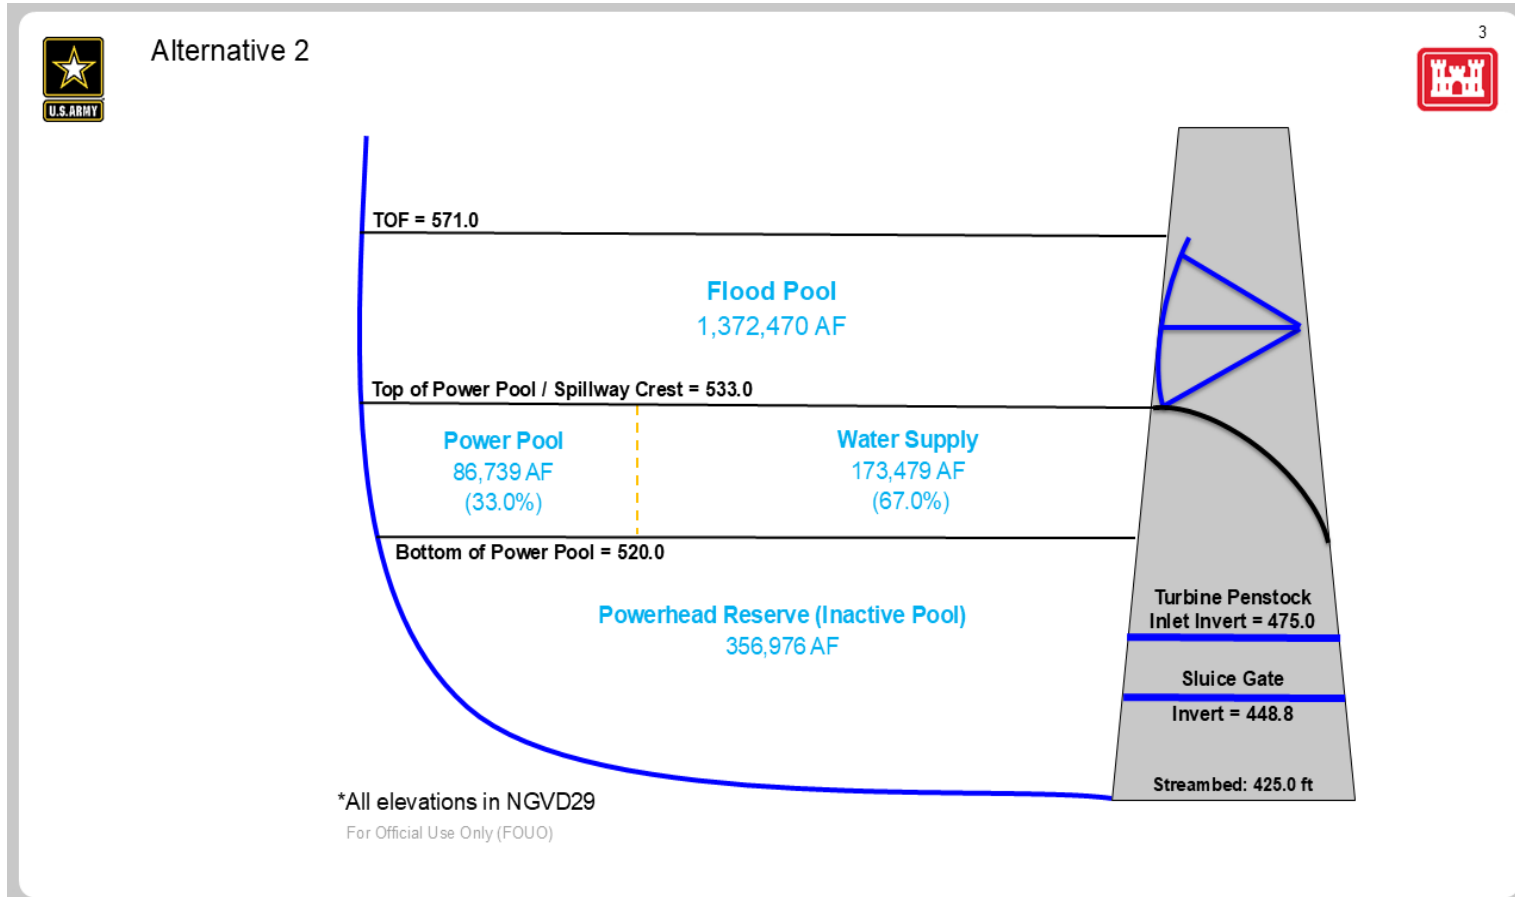 3
Alternative 2
U.S.ARMY
TOF = 571.0
Flood Pool
1,372,470 AF
Top of Power Pool / Spillway Crest = 533.0
Power Pool
86,739 AF
(33.0%)
Water Supply
173,479 AF
(67.0%)
Bottom of Power Pool = 520.0
Powerhead Reserve (Inactive Pool)
356,976 AF
Turbine Penstock
Inlet Invert = 475.0
Sluice Gate
Invert = 448.8
Streambed: 425.0 ft
*All elevations in NGVD29
For Official Use Only (FOUO)